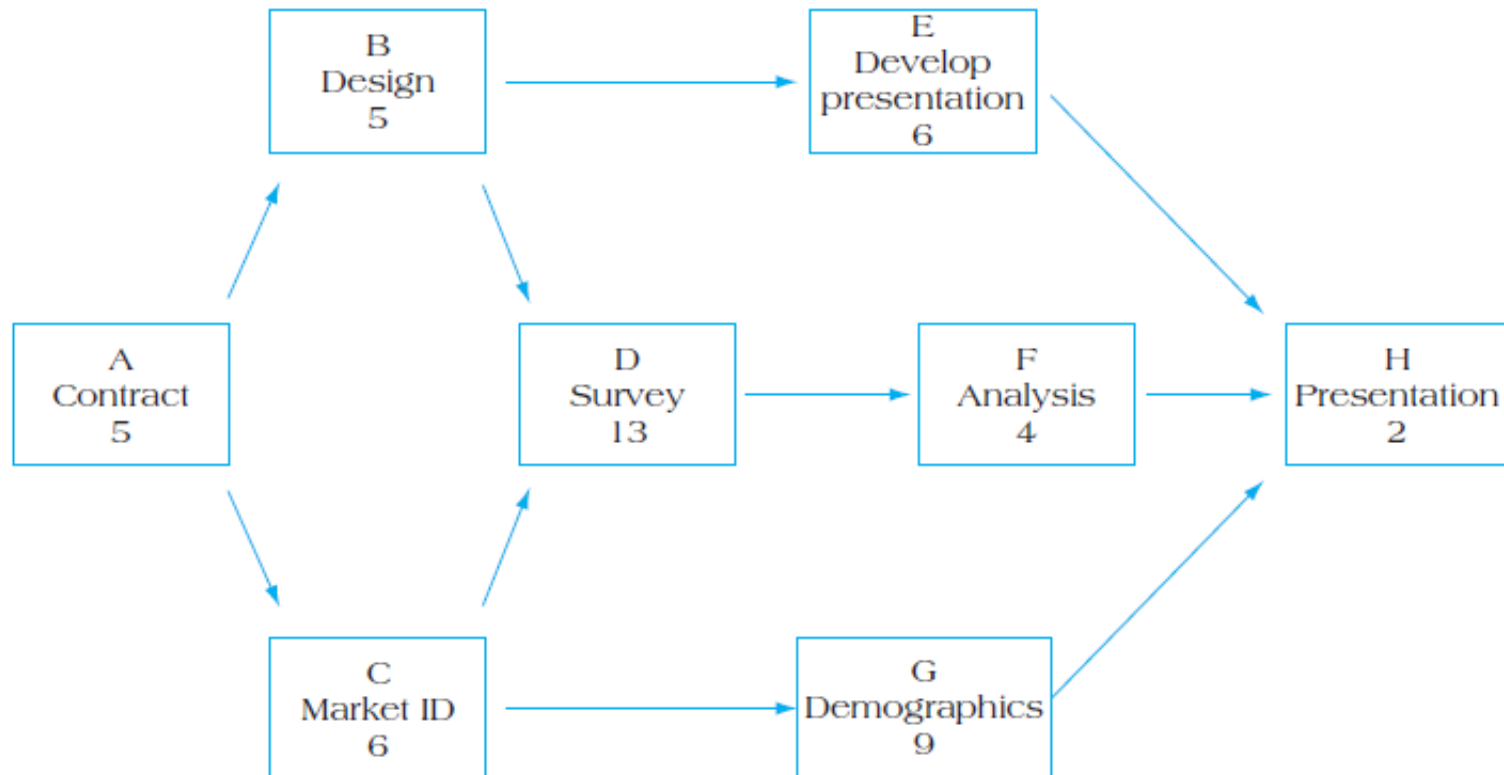 B
Design
5
E
Develop
presentation
6
A
Contract
5
D
Survey
13
F
Analysis
4
H
Presentation
2
C
Market ID
6
G
Demographics
9